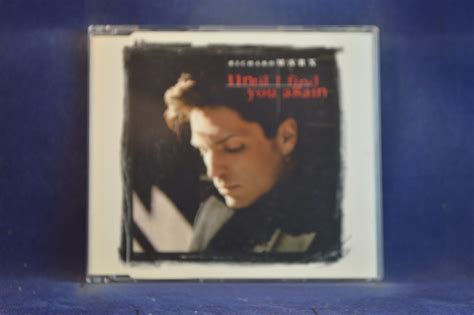 RICHARD MARX
until I find
you again